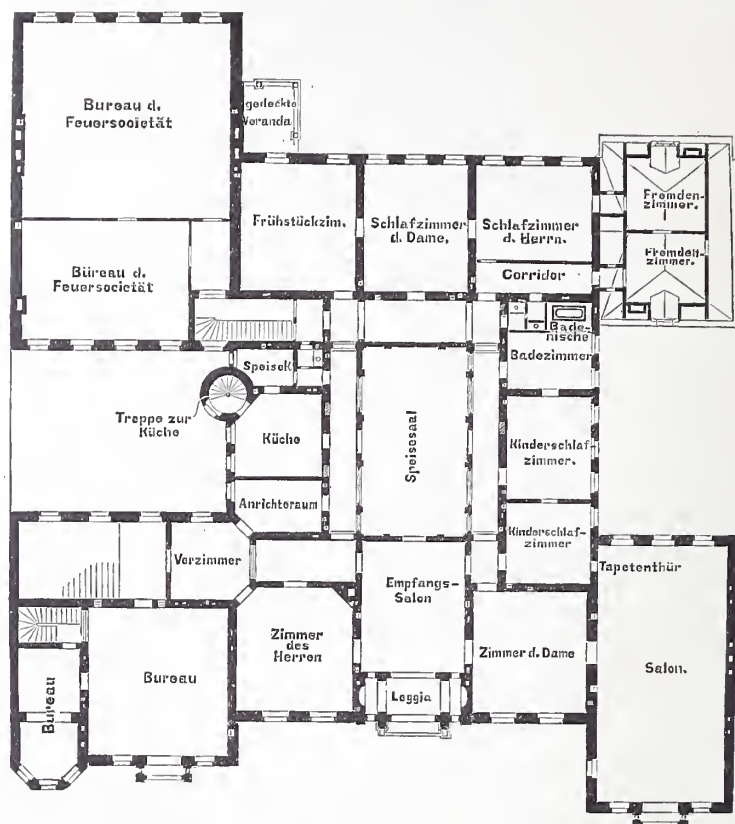 Bureau d.
Feuersocietät
gedeckte
Veranda
Frühstückzim.
Schlafzimmer
d. Dame.
Schlafzimmer
d. Herrn.
Corridor
Fremden-
zimmer.
Fremden-
zimmer.
Büreau d.
Feuersocietät
Bade-
nische
Badezimmer
Speisek.
Treppe zur
Küche
Küche
Speisesaal
Kinderschlaf-
zimmer.
Anrichteraum
Kinderschlaf-
zimmer
Vorzimmer
Empfangs-
Salon
Tapetenthür
Zimmer
des
Herren
Zimmer d. Dame
Salon.
Bureau
Bureau
Loggia